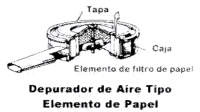 Tapa
Caja
Elemento de filtro de papel
Depurador de Aire Tipo
Elemento de Papel